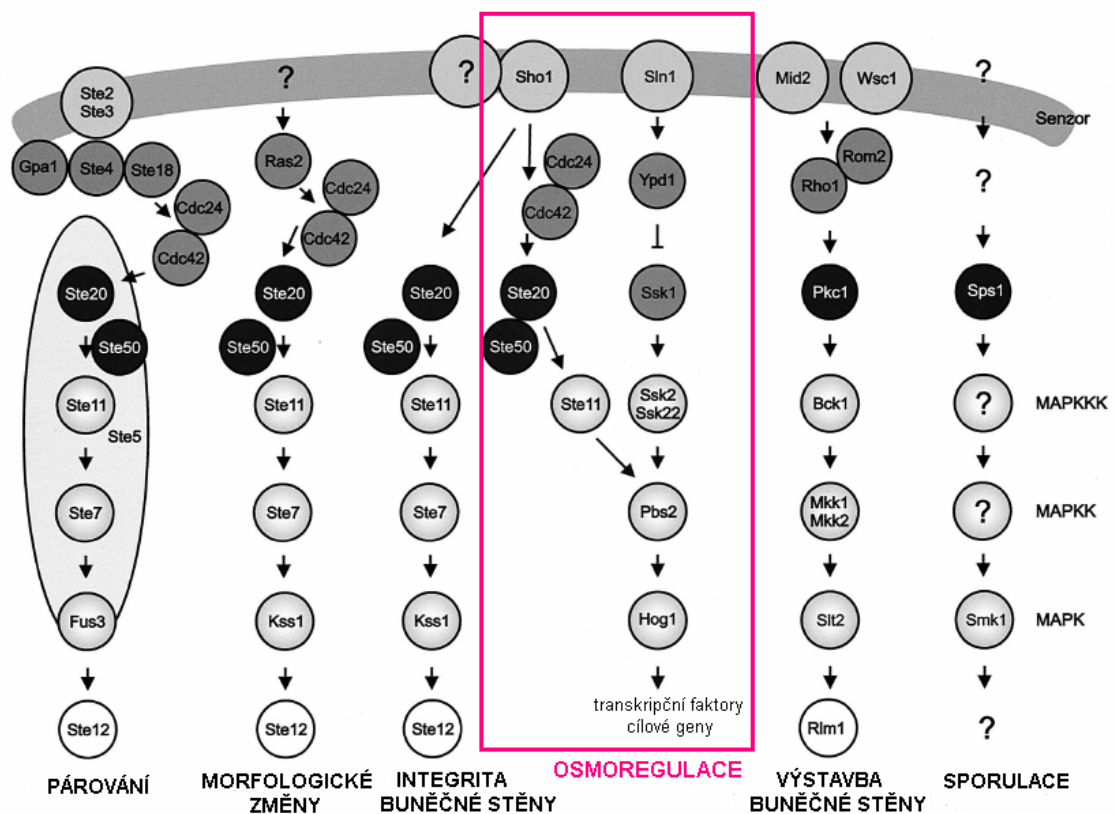 ?
Sho1
Sln1
Mid2
Wsc1
?
Ste2
Ste3
?
Senzor
Gpa1
Ste4
Ste18
Ras2
Cdc24
Cdc42
Cdc24
Cdc42
Cdc24
Cdc42
Ypd1
Rho1
Rom2
?
Ste20
Ste50
Ste20
Ste50
Ste20
Ste50
Ste20
Ste50
Ssk1
Pkc1
Sps1
Ste11
Ste5
Ste11
Ste11
Ste11
Ssk2
Ssk22
Bck1
?
MAPKKK
Ste7
Ste7
Ste7
Pbs2
Mkk1
Mkk2
?
MAPKK
Fus3
Kss1
Kss1
Hog1
Slt2
Smk1
MAPK
Ste12
Ste12
Ste12
transkripční faktory
cílové geny
Rlm1
?
PÁROVÁNÍ
MORFOLOGICKÉ
ZMĚNY
INTEGRITA
BUNĚČNÉ STĚNY
OSMOREGULACE
VÝSTAVBA
BUNĚČNÉ STĚNY
SPORULACE